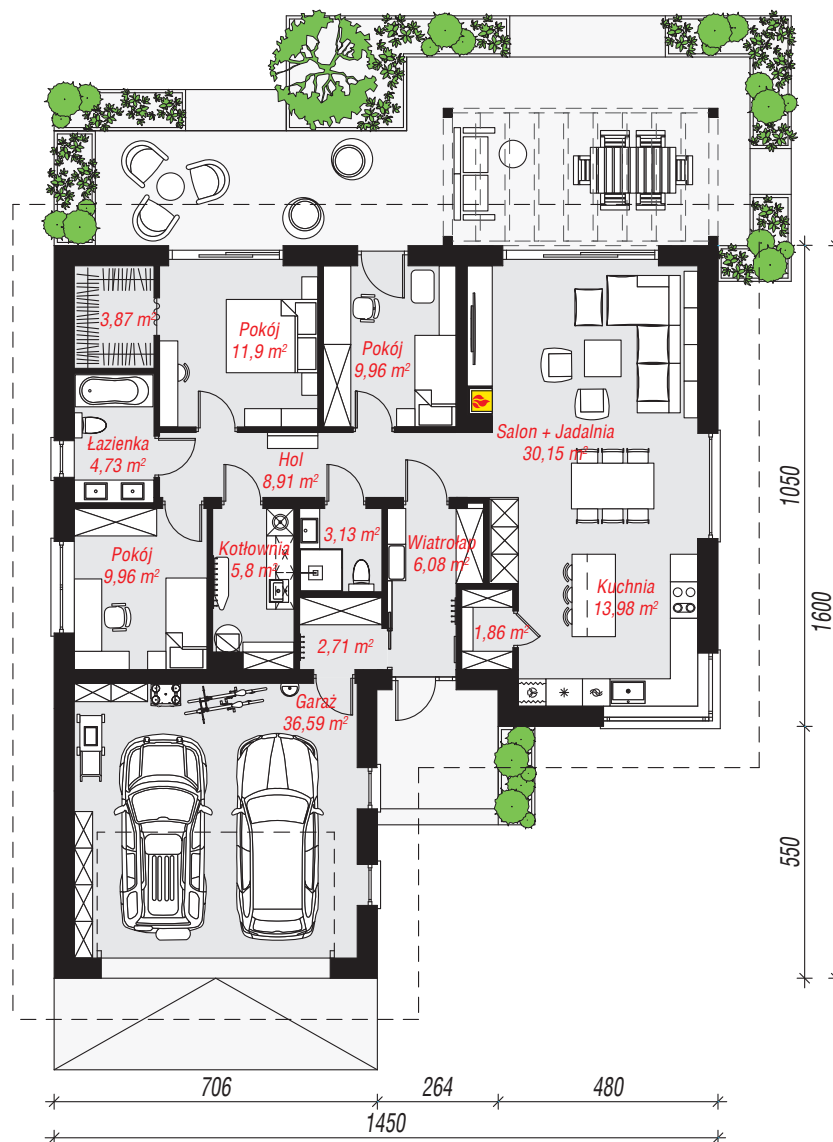 3,87 m²
Pokój
11,9 m²
Pokój
9,96 m²
Łazienka
4,73 m²
Hol
8,91 m²
Salon + Jadalnia
30,15 m²
Pokój
9,96 m²
Kotłownia
5,8 m²
3,13 m²
Wiatrołap
6,08 m²
Kuchnia
13,98 m²
2,71 m²
1,86 m²
Garaż
36,59 m²
1050
1600
550
706
264
480
1450